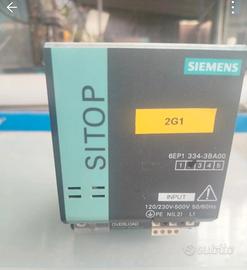 SIEMENS
2G1
6EP1 334-3BA00
1 3 4 5
SITOP
INPUT
120/230V-500V 50/60Hz
PE N(L2) L1
OVERLOAD
subito